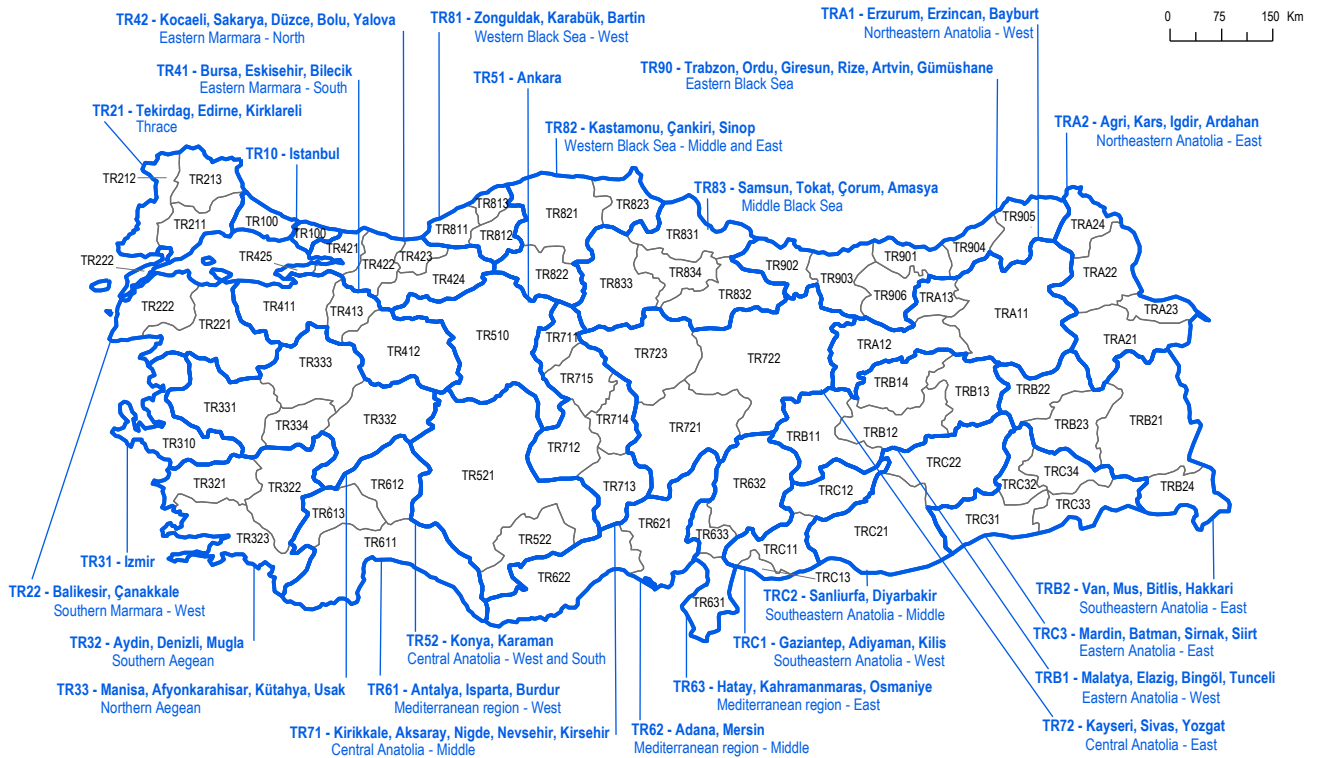 TR42 - Kocaeli, Sakarya, Düzce, Bolu, Yalova
Eastern Marmara - North
TR81 - Zonguldak, Karabük, Bartin
Western Black Sea - West
TRA1 - Erzurum, Erzincan, Bayburt
Northeastern Anatolia - West
0 75 150 Km
TR41 - Bursa, Eskisehir, Bilecik
Eastern Marmara - South
TR51 - Ankara
TR90 - Trabzon, Ordu, Giresun, Rize, Artvin, Gümüshane
Eastern Black Sea
TR21 - Tekirdag, Edirne, Kirklareli
Thrace
TR82 - Kastamonu, Çankiri, Sinop
Western Black Sea - Middle and East
TRA2 - Agri, Kars, Igdir, Ardahan
Northeastern Anatolia - East
TR10 - Istanbul
TR83 - Samsun, Tokat, Çorum, Amasya
Middle Black Sea
TR212
TR213
TR211
TR100
TR100
TR222
TR425
TR421
TR422
TR423
TR424
TR811
TR813
TR812
TR821
TR823
TR822
TR831
TR833
TR834
TR832
TR902
TR903
TR901
TR906
TR904
TR905
TRA13
TRA11
TRA24
TRA22
TRA23
TRA21
TR222
TR221
TR411
TR413
TR412
TR510
TR711
TR715
TR723
TR722
TRA12
TRB14
TRB13
TRB22
TRB21
TR333
TR331
TR334
TR332
TR310
TR714
TR712
TR721
TRB11
TRB12
TRB23
TR321
TR322
TR323
TR612
TR613
TR611
TR521
TR522
TR713
TR621
TR622
TR632
TR633
TR631
TRC12
TRC11
TRC13
TRC21
TRC22
TRC32
TRC34
TRC31
TRC33
TRB24
TR31 - Izmir
TR22 - Balikesir, Çanakkale
Southern Marmara - West
TR32 - Aydin, Denizli, Mugla
Southern Aegean
TR33 - Manisa, Afyonkarahisar, Kütahya, Usak
Northern Aegean
TR52 - Konya, Karaman
Central Anatolia - West and South
TR61 - Antalya, Isparta, Burdur
Mediterranean region - West
TR71 - Kirikkale, Aksaray, Nigde, Nevsehir, Kirsehir
Central Anatolia - Middle
TR62 - Adana, Mersin
Mediterranean region - Middle
TR63 - Hatay, Kahramanmaras, Osmaniye
Mediterranean region - East
TRC1 - Gaziantep, Adiyaman, Kilis
Southeastern Anatolia - West
TRC2 - Sanliurfa, Diyarbakir
Southeastern Anatolia - Middle
TRB2 - Van, Mus, Bitlis, Hakkari
Southeastern Anatolia - East
TRC3 - Mardin, Batman, Sirnak, Siirt
Eastern Anatolia - East
TRB1 - Malatya, Elazig, Bingöl, Tunceli
Eastern Anatolia - West
TR72 - Kayseri, Sivas, Yozgat
Central Anatolia - East